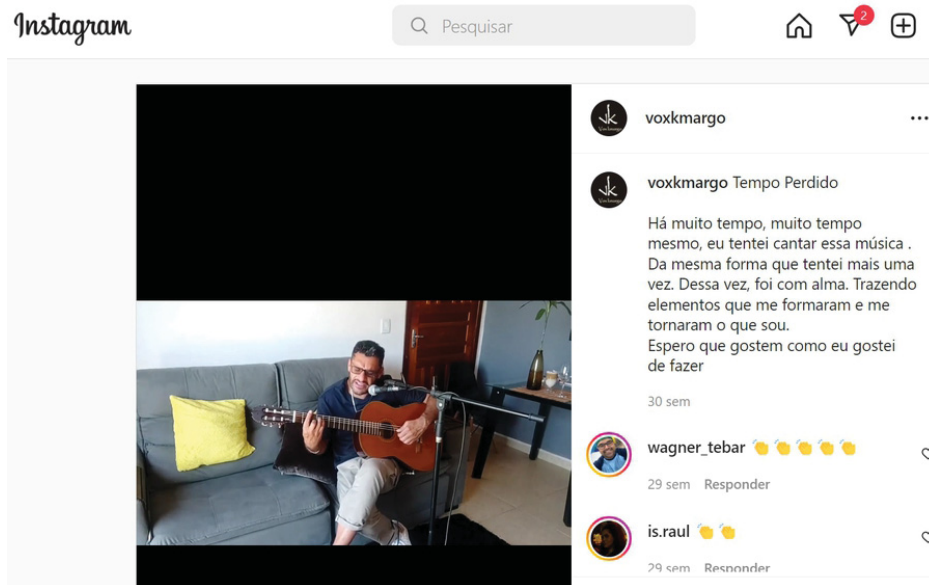 Instagram
Pesquisar
2
voxkmargo
voxkmargo Tempo Perdido
Há muito tempo, muito tempo
mesmo, eu tentei cantar essa música .
Da mesma forma que tentei mais uma
vez. Dessa vez, foi com alma. Trazendo
elementos que me formaram e me
tornaram o que sou.
Espero que gostem como eu gostei
de fazer
30 sem
wagner_tebar 👏👏👏👏👏
29 sem Responder
is.raul 👏👏
29 sem Responder